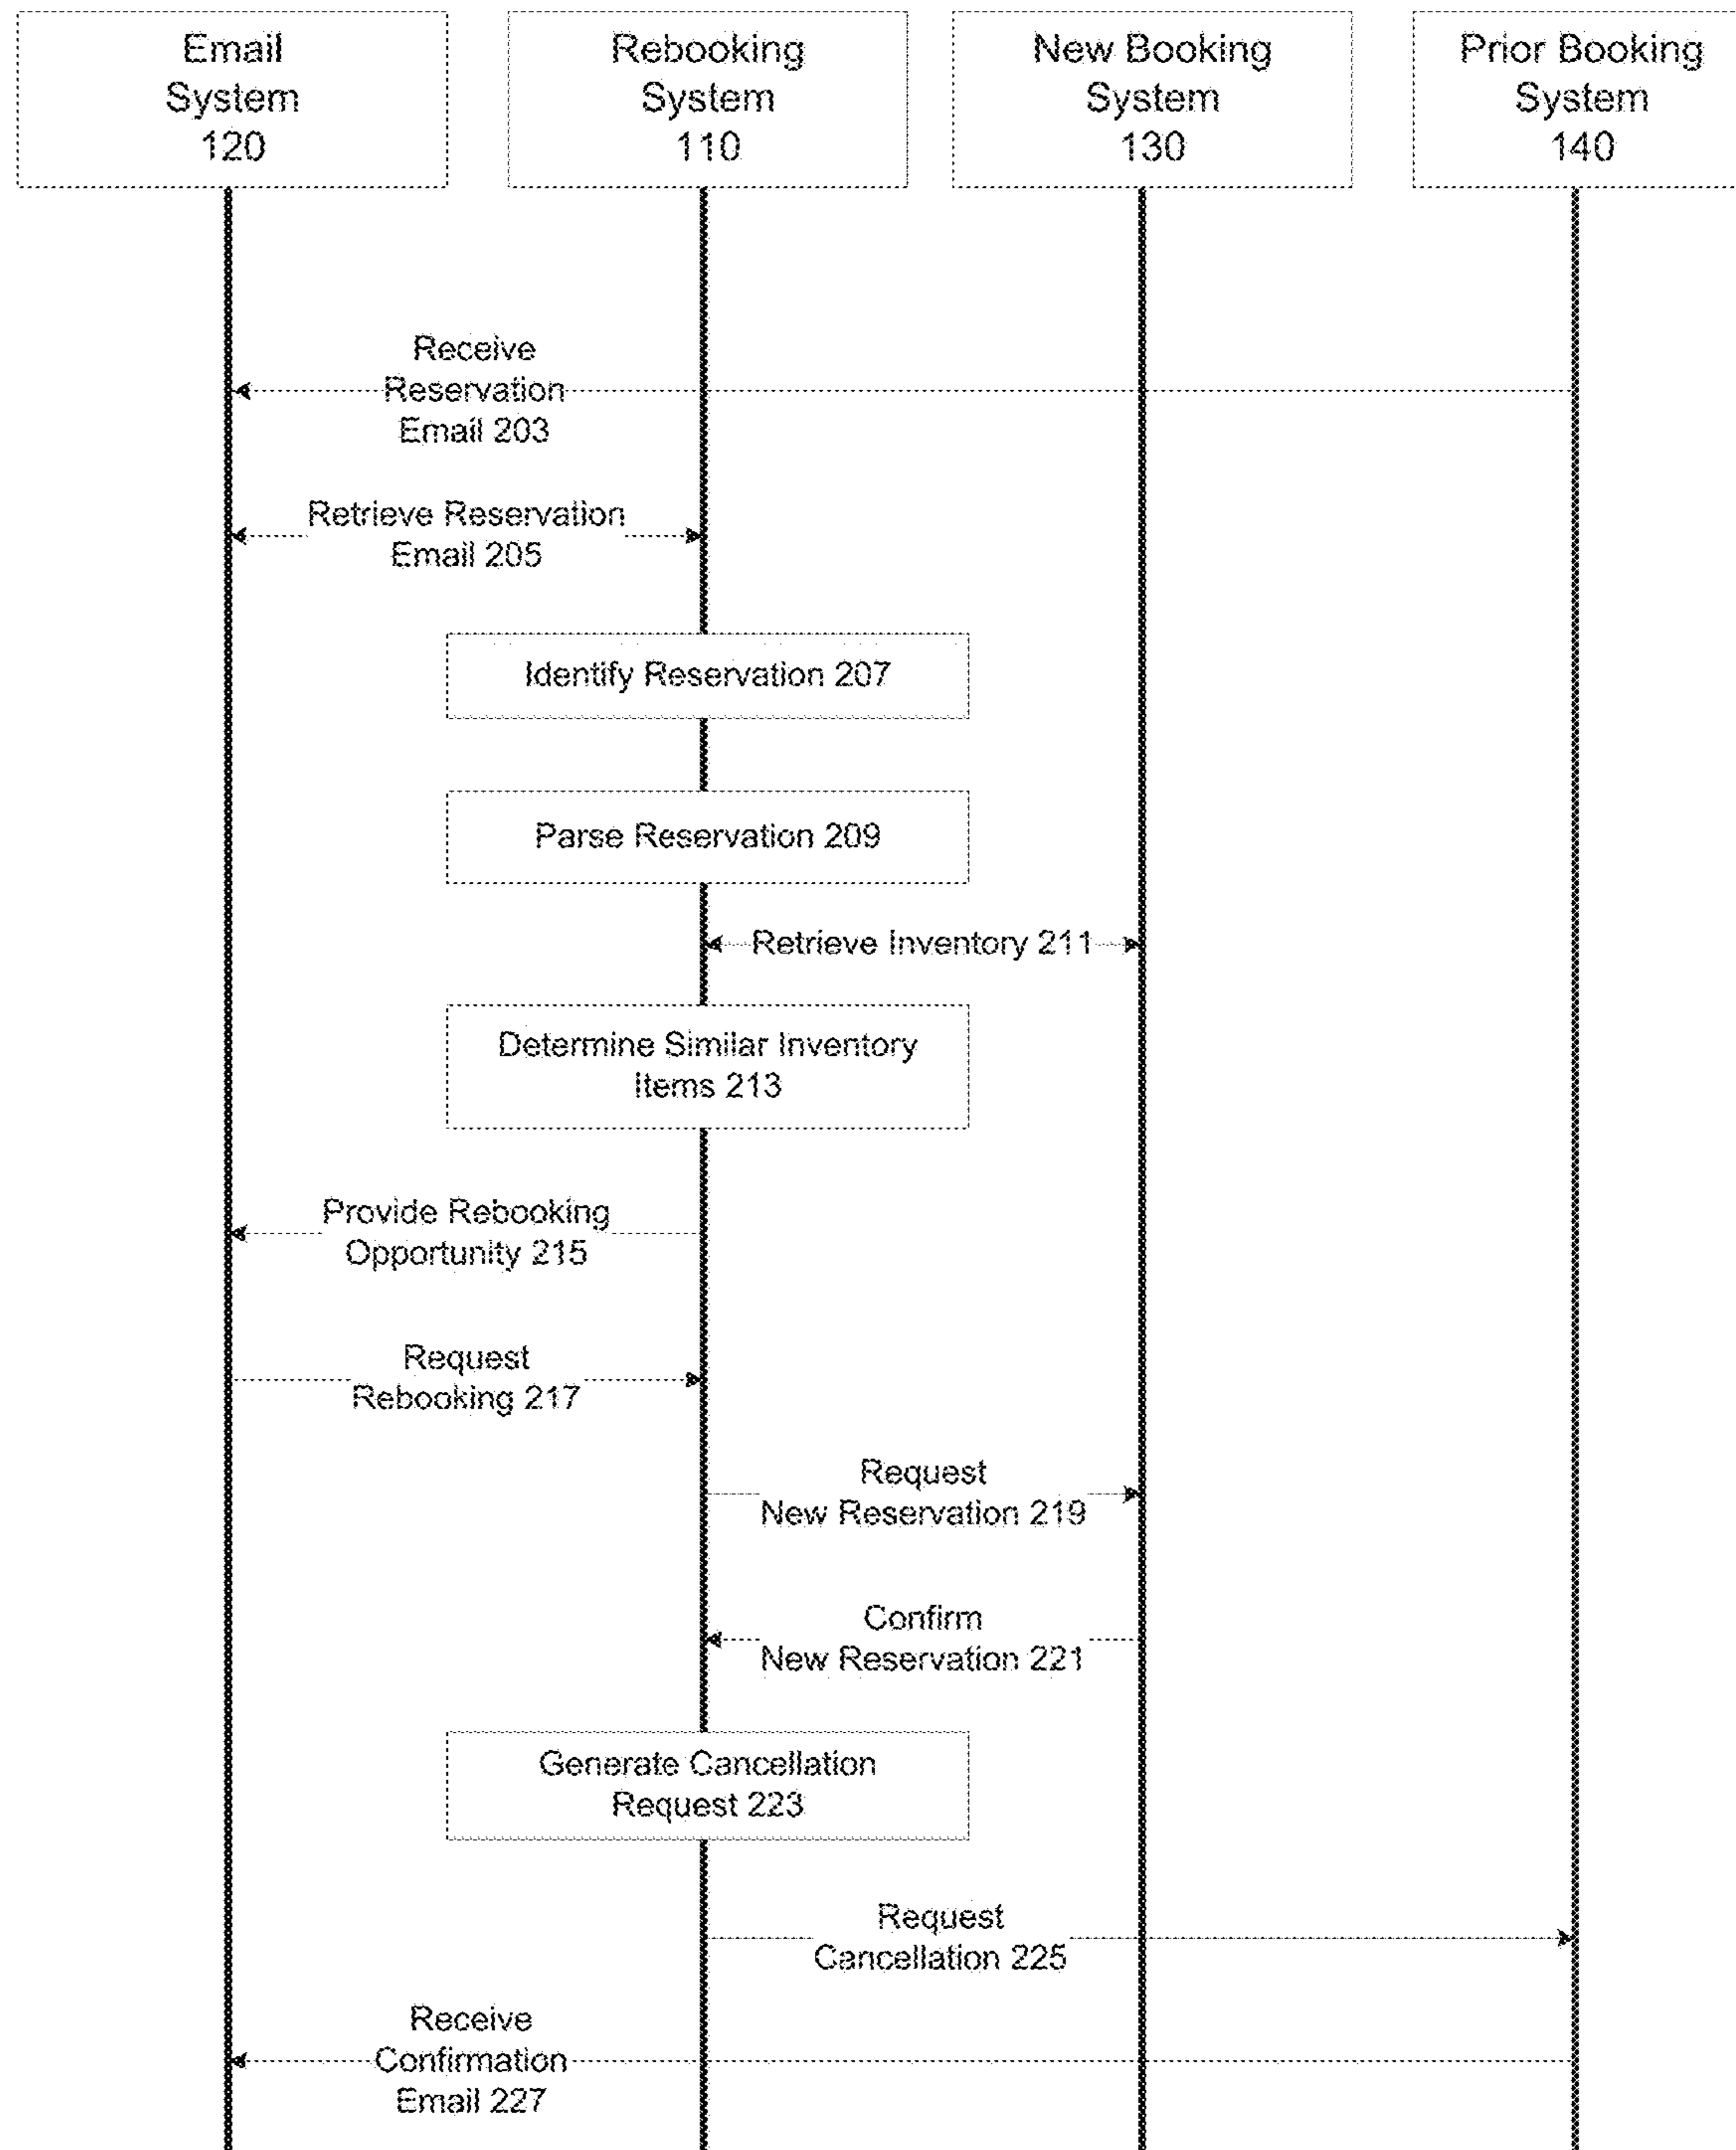 Email
System
120
Rebooking
System
110
New Booking
System
130
Prior Booking
System
140
Receive
Reservation
Email 203
Retrieve Reservation
Email 205
Identify Reservation 207
Parse Reservation 209
Retrieve Inventory 211
Determine Similar Inventory
Items 213
Provide Rebooking
Opportunity 215
Request
Rebooking 217
Request
New Reservation 219
Confirm
New Reservation 221
Generate Cancellation
Request 223
Request
Cancellation 225
Receive
Confirmation
Email 227